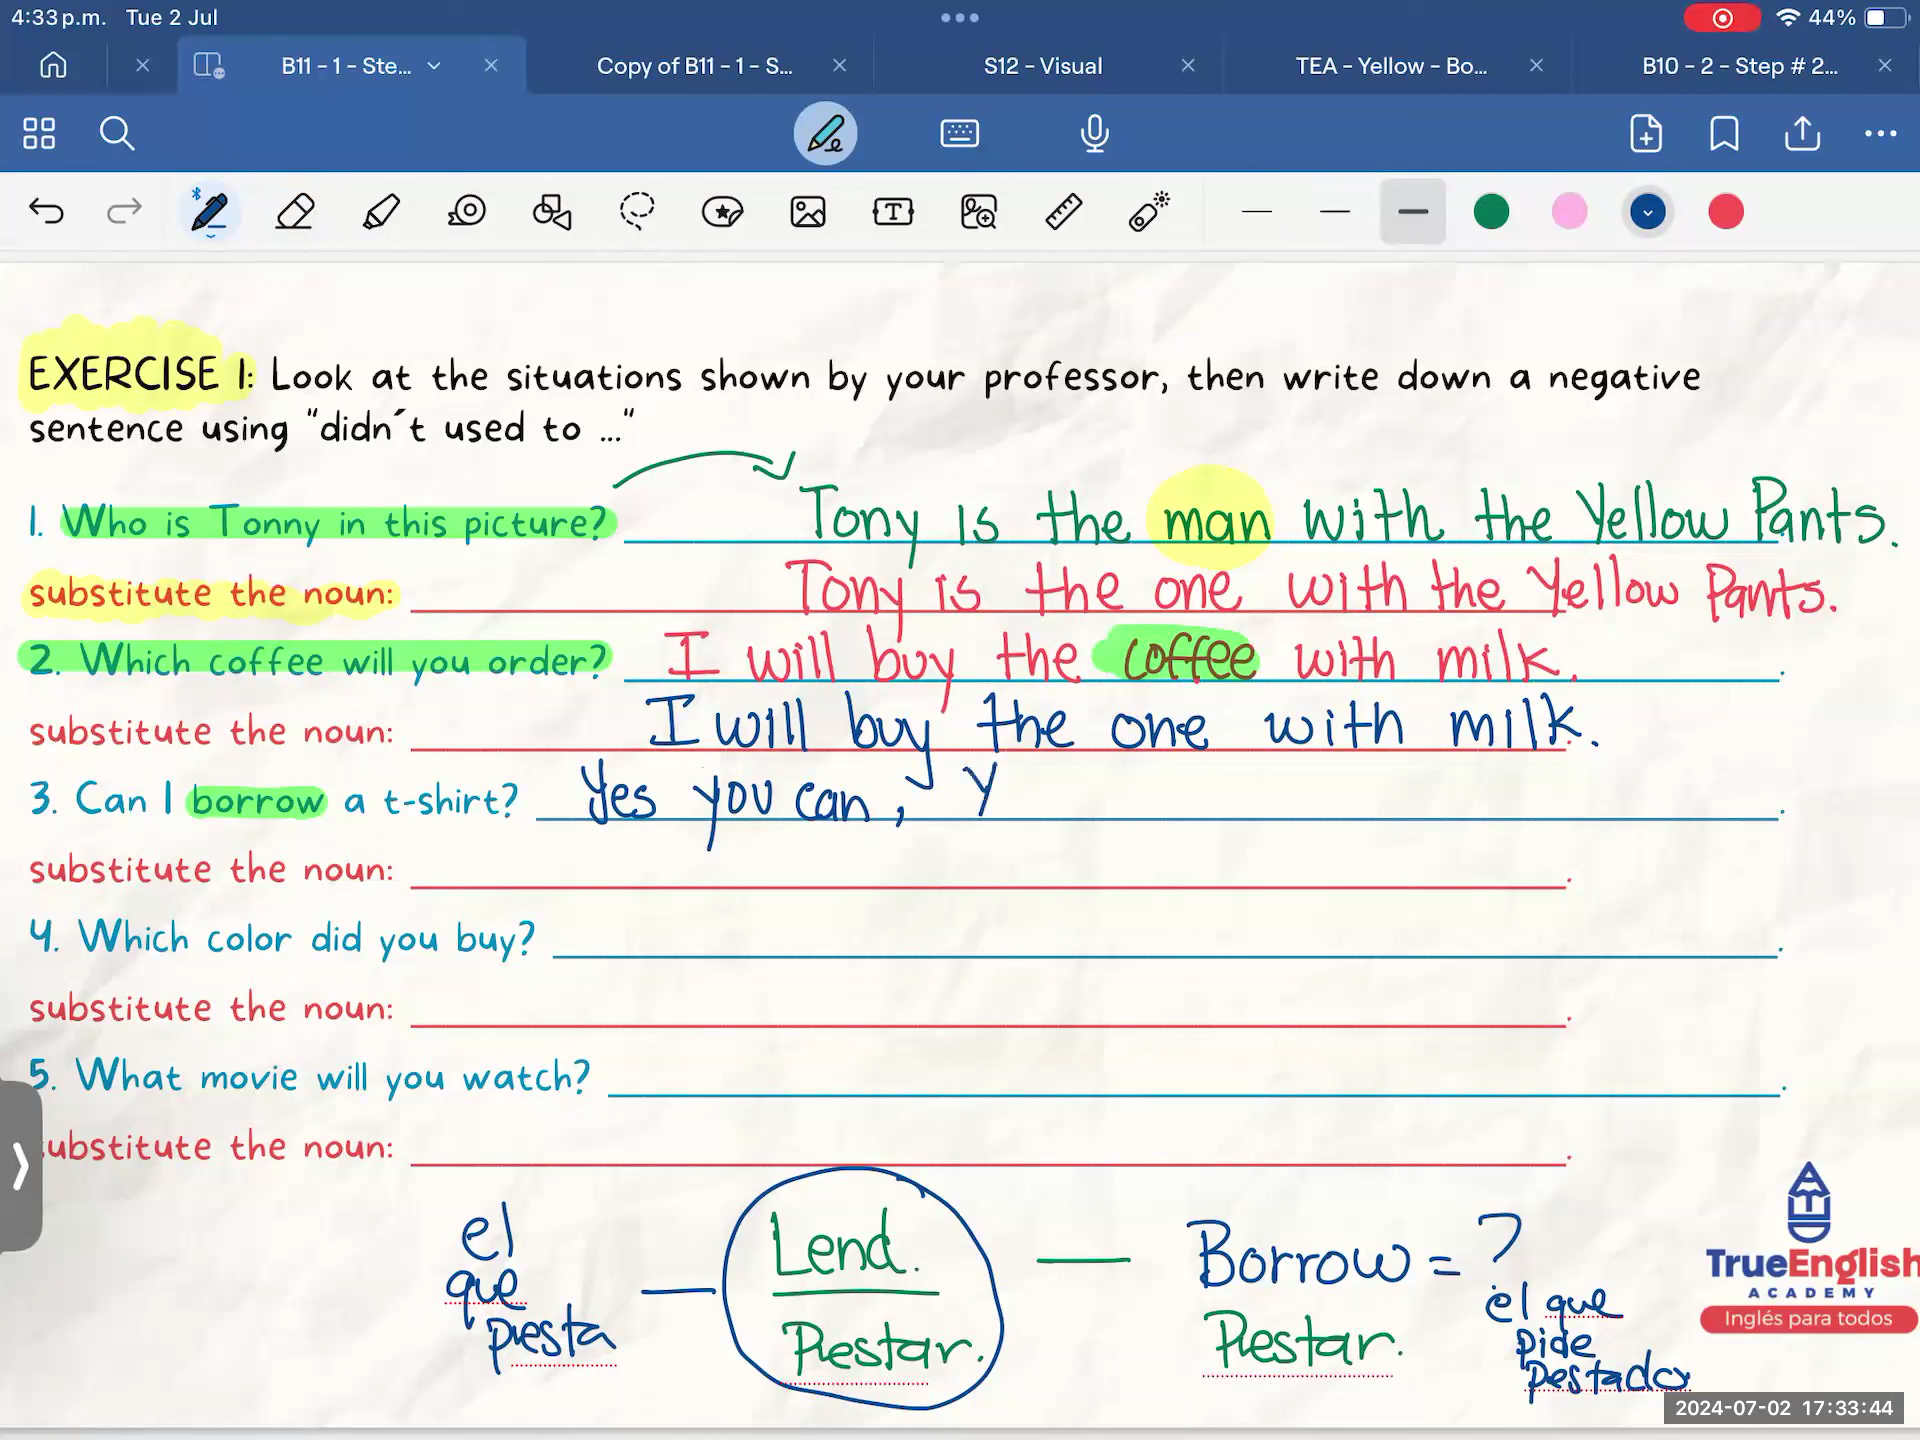 4:33 p.m. Tue 2 Jul
44%
B11 - 1 - Ste...
Copy of B11 - 1 - S...
S12 - Visual
TEA - Yellow - Bo...
B10 - 2 - Step # 2...
EXERCISE 1: Look at the situations shown by your professor, then write down a negative
sentence using "didn´t used to ..."
1. Who is Tonny in this picture? Tony is the man with the Yellow Pants.
substitute the noun: Tony is the one with the Yellow Pants.
2. Which coffee will you order? I will buy the coffee with milk.
substitute the noun: I will buy the one with milk.
3. Can I borrow a t-shirt? Yes you can, y
substitute the noun:
4. Which color did you buy?
substitute the noun:
5. What movie will you watch?
substitute the noun:
el
que
presta
Lend.
Prestar.
Borrow = ?
Prestar.
el que
pide
pestado
TrueEnglish
ACADEMY
Inglés para todos
2024-07-02 17:33:44